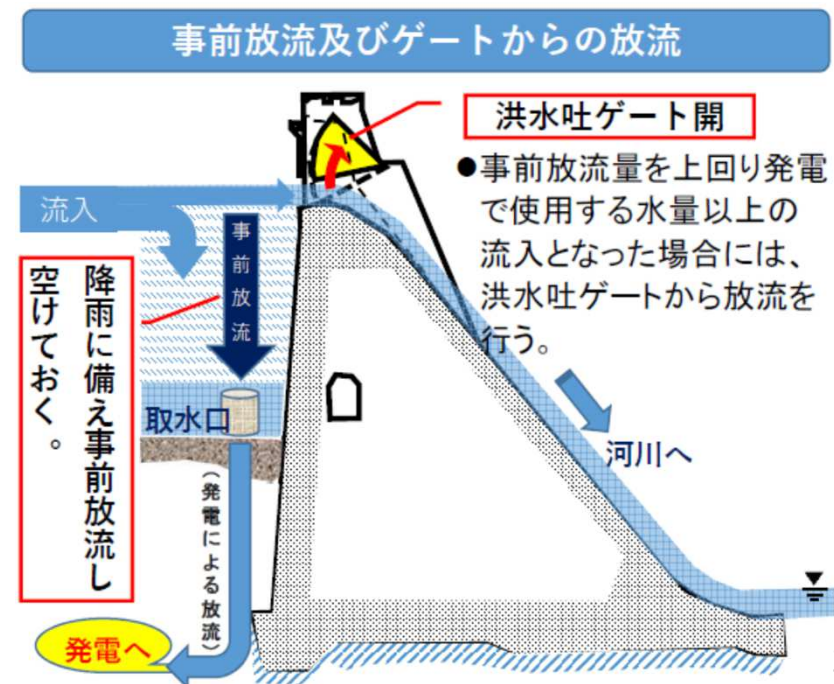 事前放流及びゲートからの放流
洪水吐ゲート開
●事前放流量を上回り発電
で使用する水量以上の
流入となった場合には、
洪水吐ゲートから放流を
行う。
流入
事前放流
降雨に備え事前放流し
空けておく。
取水口
(発電による放流)
河川へ
発電へ